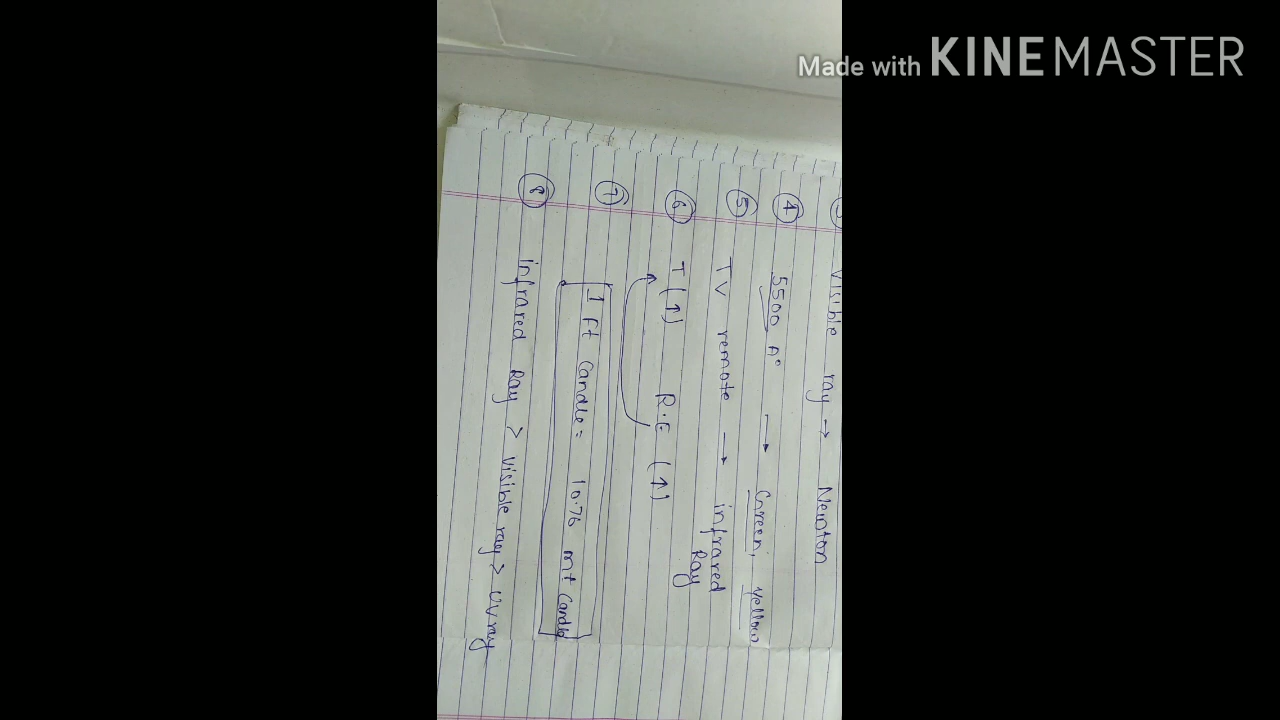 Made with KINEMASTER
Visible ray → Newton
④ 5500 A° → Green, yellow
⑤ TV remote → infrared
Ray
⑥ T (↑) R.E (↑)
⑦ 1 ft Candle = 10.76 mt Candle
⑧ infrared Ray > Visible ray > UV ray